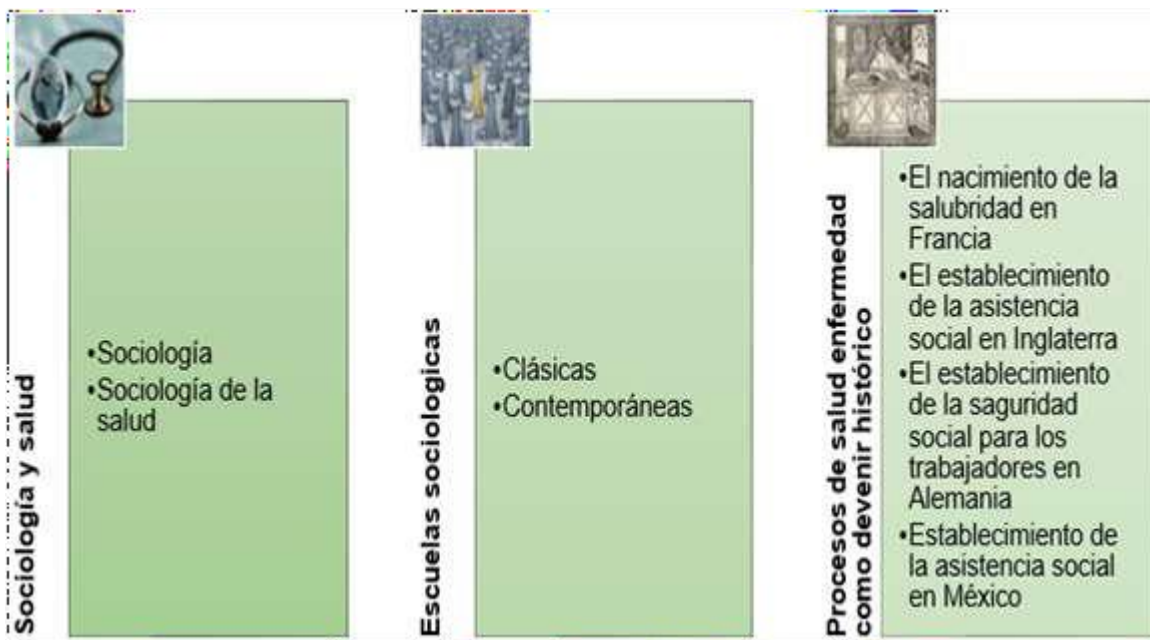 Sociología y salud
•Sociología
•Sociología de la
salud
Escuelas sociologicas
•Clásicas
•Contemporáneas
Procesos de salud enfermedad
como devenir histórico
•El nacimiento de la
salubridad en
Francia
•El establecimiento
de la asistencia
social en Inglaterra
•El establecimiento
de la saguridad
social para los
trabajadores en
Alemania
•Establecimiento de
la asistencia social
en México